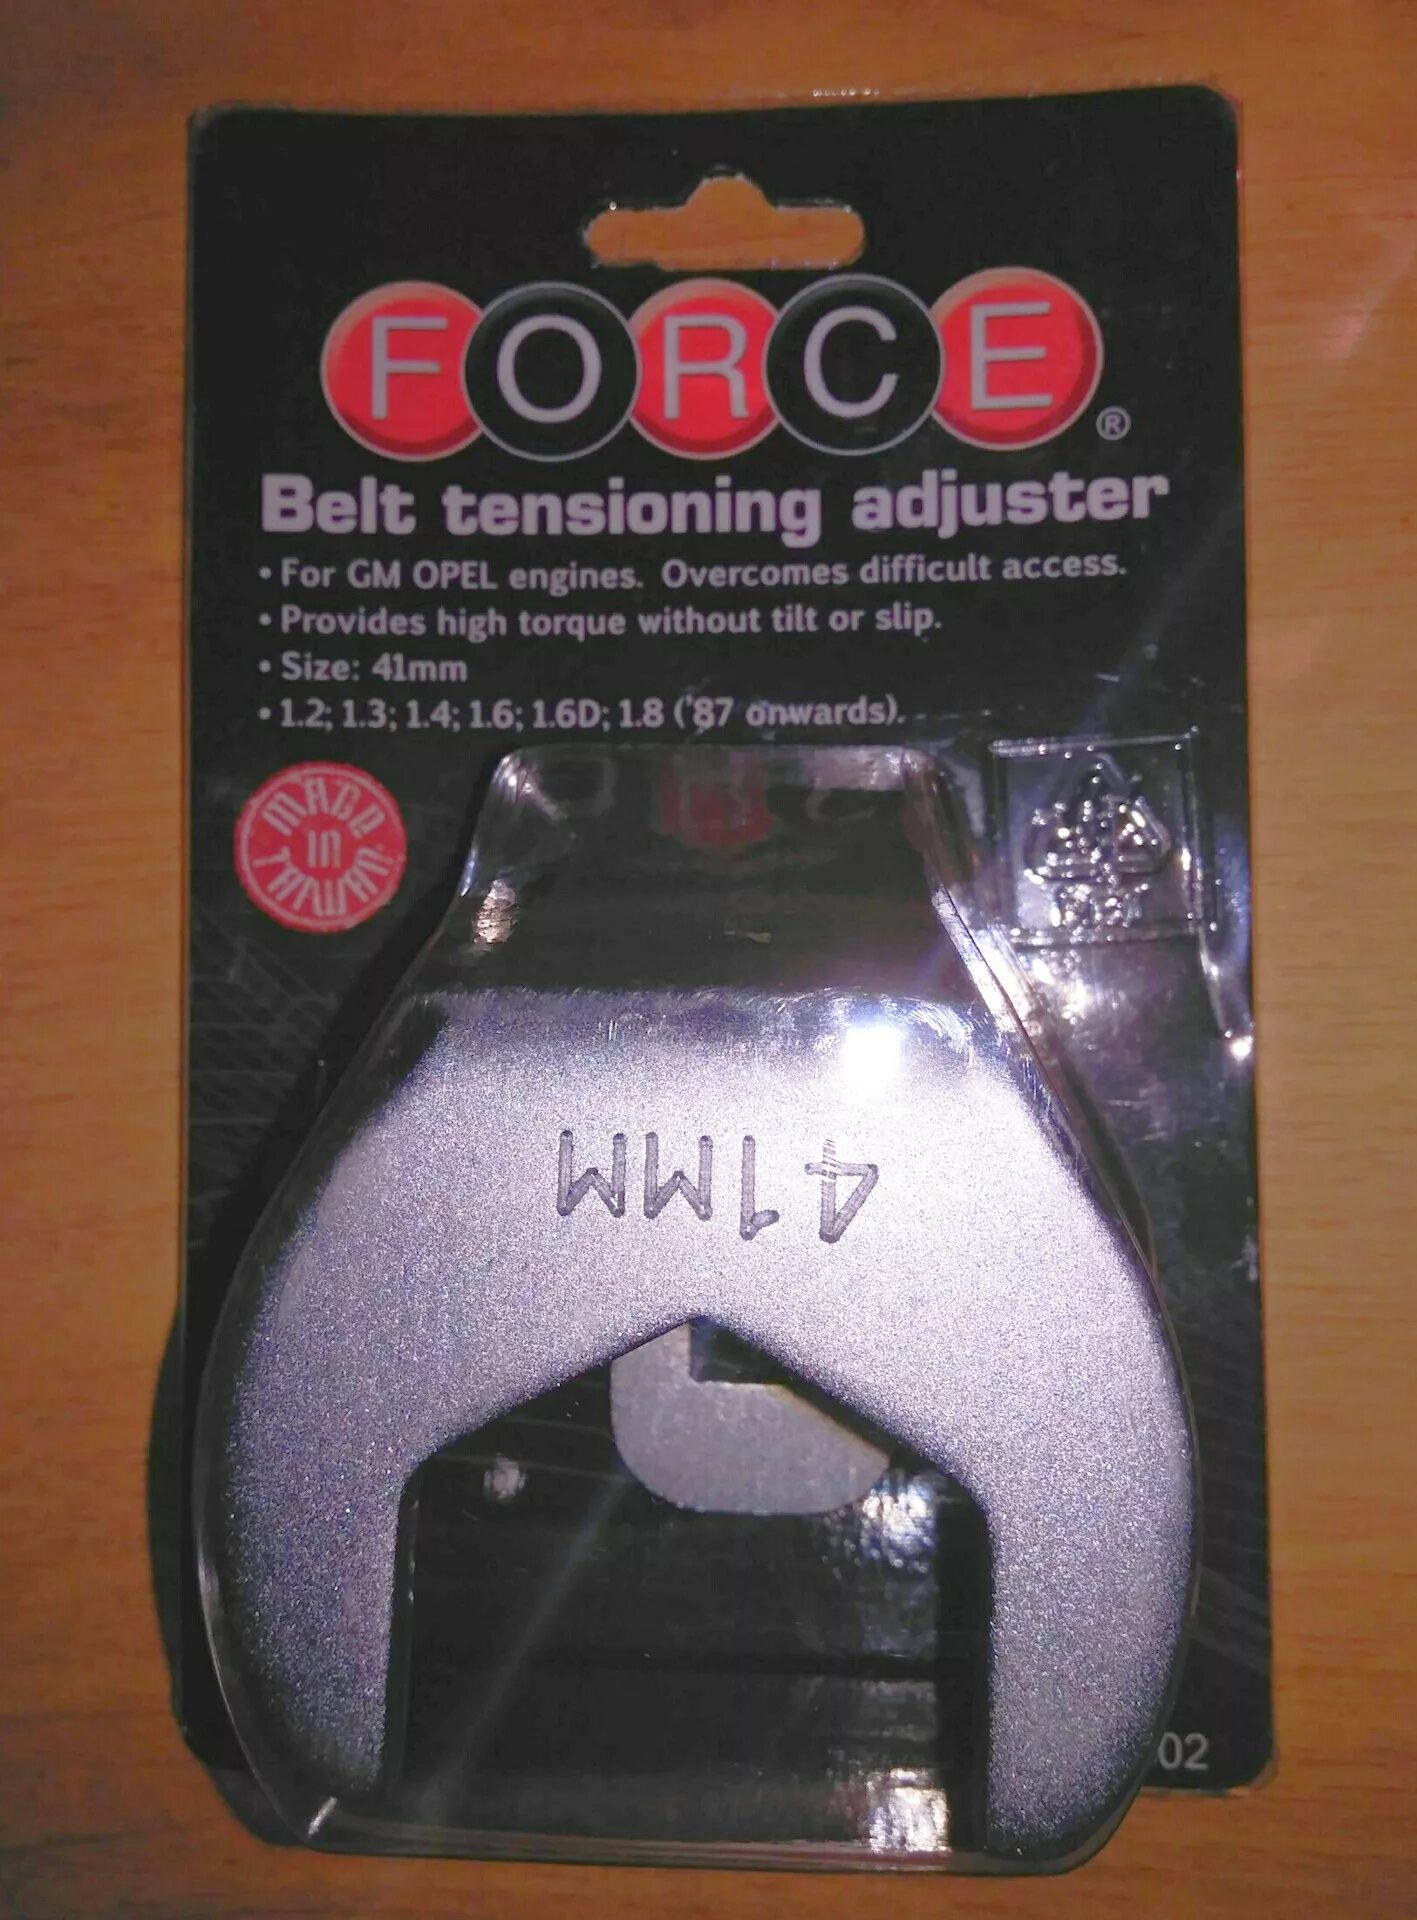 FORCE®
Belt tensioning adjuster
• For GM OPEL engines. Overcomes difficult access.
• Provides high torque without tilt or slip.
• Size: 41mm
• 1.2; 1.3; 1.4; 1.6; 1.6D; 1.8 ('87 onwards).
MADE
IN
TAIWAN
41MM
02